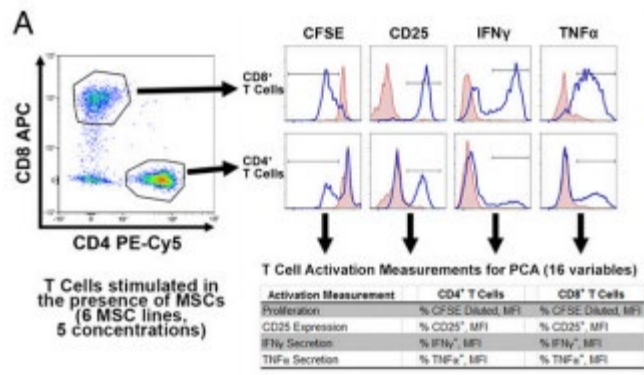 A
CFSE CD25 IFNγ TNFα
CD8⁺
T Cells
CD4⁺
T Cells
CD8 APC
CD4 PE-Cy5
T Cells stimulated in
the presence of MSCs
(6 MSC lines,
5 concentrations)
T Cell Activation Measurements for PCA (16 variables)
Activation Measurement CD4⁺ T Cells CD8⁺ T Cells
Proliferation % CFSE Diluted, MFI % CFSE Diluted, MFI
CD25 Expression % CD25⁺, MFI % CD25⁺, MFI
IFNγ Secretion % IFNγ⁺, MFI % IFNγ⁺, MFI
TNFα Secretion % TNFα⁺, MFI % TNFα⁺, MFI